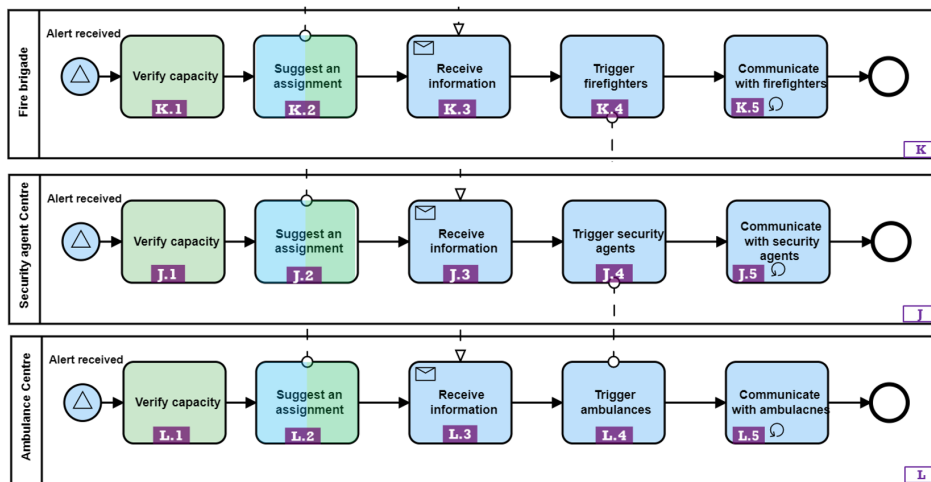 Fire brigade
Alert received
Verify capacity
K.1
Suggest an
assignment
K.2
Receive
information
K.3
Trigger
firefighters
K.4
Communicate
with firefighters
K.5
K
Security agent Centre
Alert received
Verify capacity
J.1
Suggest an
assignment
J.2
Receive
information
J.3
Trigger security
agents
J.4
Communicate
with security
agents
J.5
J
Ambulance Centre
Alert received
Verify capacity
L.1
Suggest an
assignment
L.2
Receive
information
L.3
Trigger
ambulances
L.4
Communicate
with ambulacnes
L.5
L